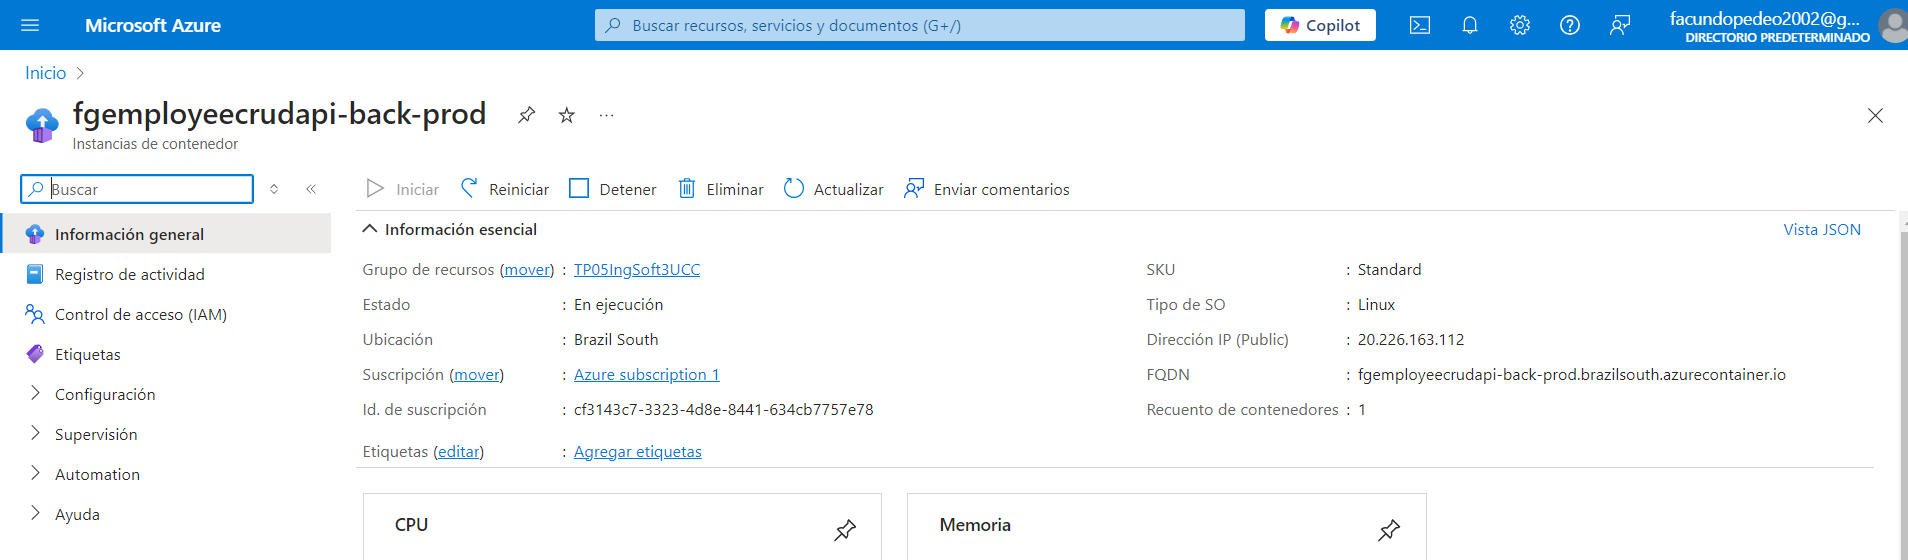 Microsoft Azure
Buscar recursos, servicios y documentos (G+/)
Copilot
facundopedeo2002@g...
DIRECTORIO PREDETERMINADO
Inicio
fgemployeecrudapi-back-prod
...
Instancias de contenedor
Buscar
Iniciar
Reiniciar
Detener
Eliminar
Actualizar
Enviar comentarios
Información general
Registro de actividad
Control de acceso (IAM)
Etiquetas
Configuración
Supervisión
Automation
Ayuda
Información esencial
Vista JSON
Grupo de recursos (mover) : TP05IngSoft3UCC
Estado : En ejecución
Ubicación : Brazil South
Suscripción (mover) : Azure subscription 1
Id. de suscripción : cf3143c7-3323-4d8e-8441-634cb7757e78
Etiquetas (editar) : Agregar etiquetas
SKU : Standard
Tipo de SO : Linux
Dirección IP (Public) : 20.226.163.112
FQDN : fgemployeecrudapi-back-prod.brazilsouth.azurecontainer.io
Recuento de contenedores : 1
CPU
Memoria